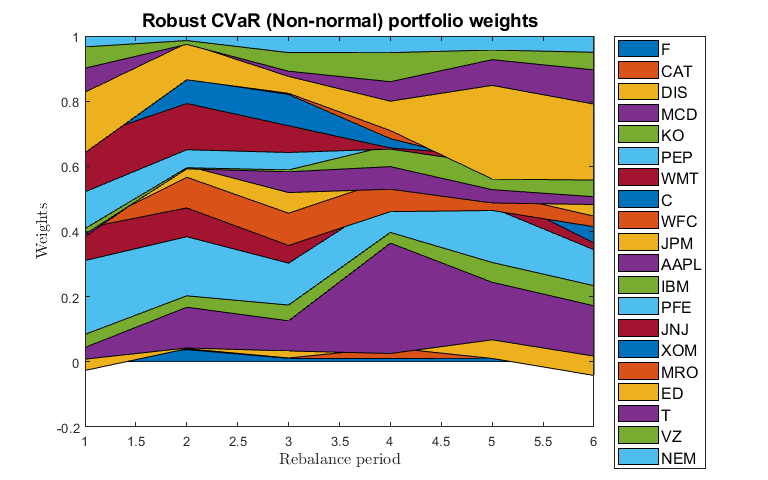 Robust CVaR (Non-normal) portfolio weights
Weights
1
0.8
0.6
0.4
0.2
0
-0.2
1 1.5 2 2.5 3 3.5 4 4.5 5 5.5 6
Rebalance period
F
CAT
DIS
MCD
KO
PEP
WMT
C
WFC
JPM
AAPL
IBM
PFE
JNJ
XOM
MRO
ED
T
VZ
NEM